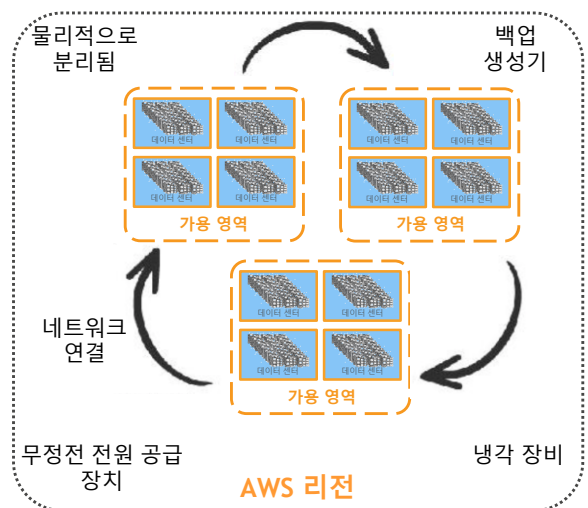 물리적으로
분리됨
백업
생성기
데이터 센터
데이터 센터
데이터 센터
데이터 센터
가용 영역
데이터 센터
데이터 센터
데이터 센터
데이터 센터
가용 영역
데이터 센터
데이터 센터
데이터 센터
데이터 센터
가용 영역
네트워크
연결
무정전 전원 공급
장치
냉각 장비
AWS 리전